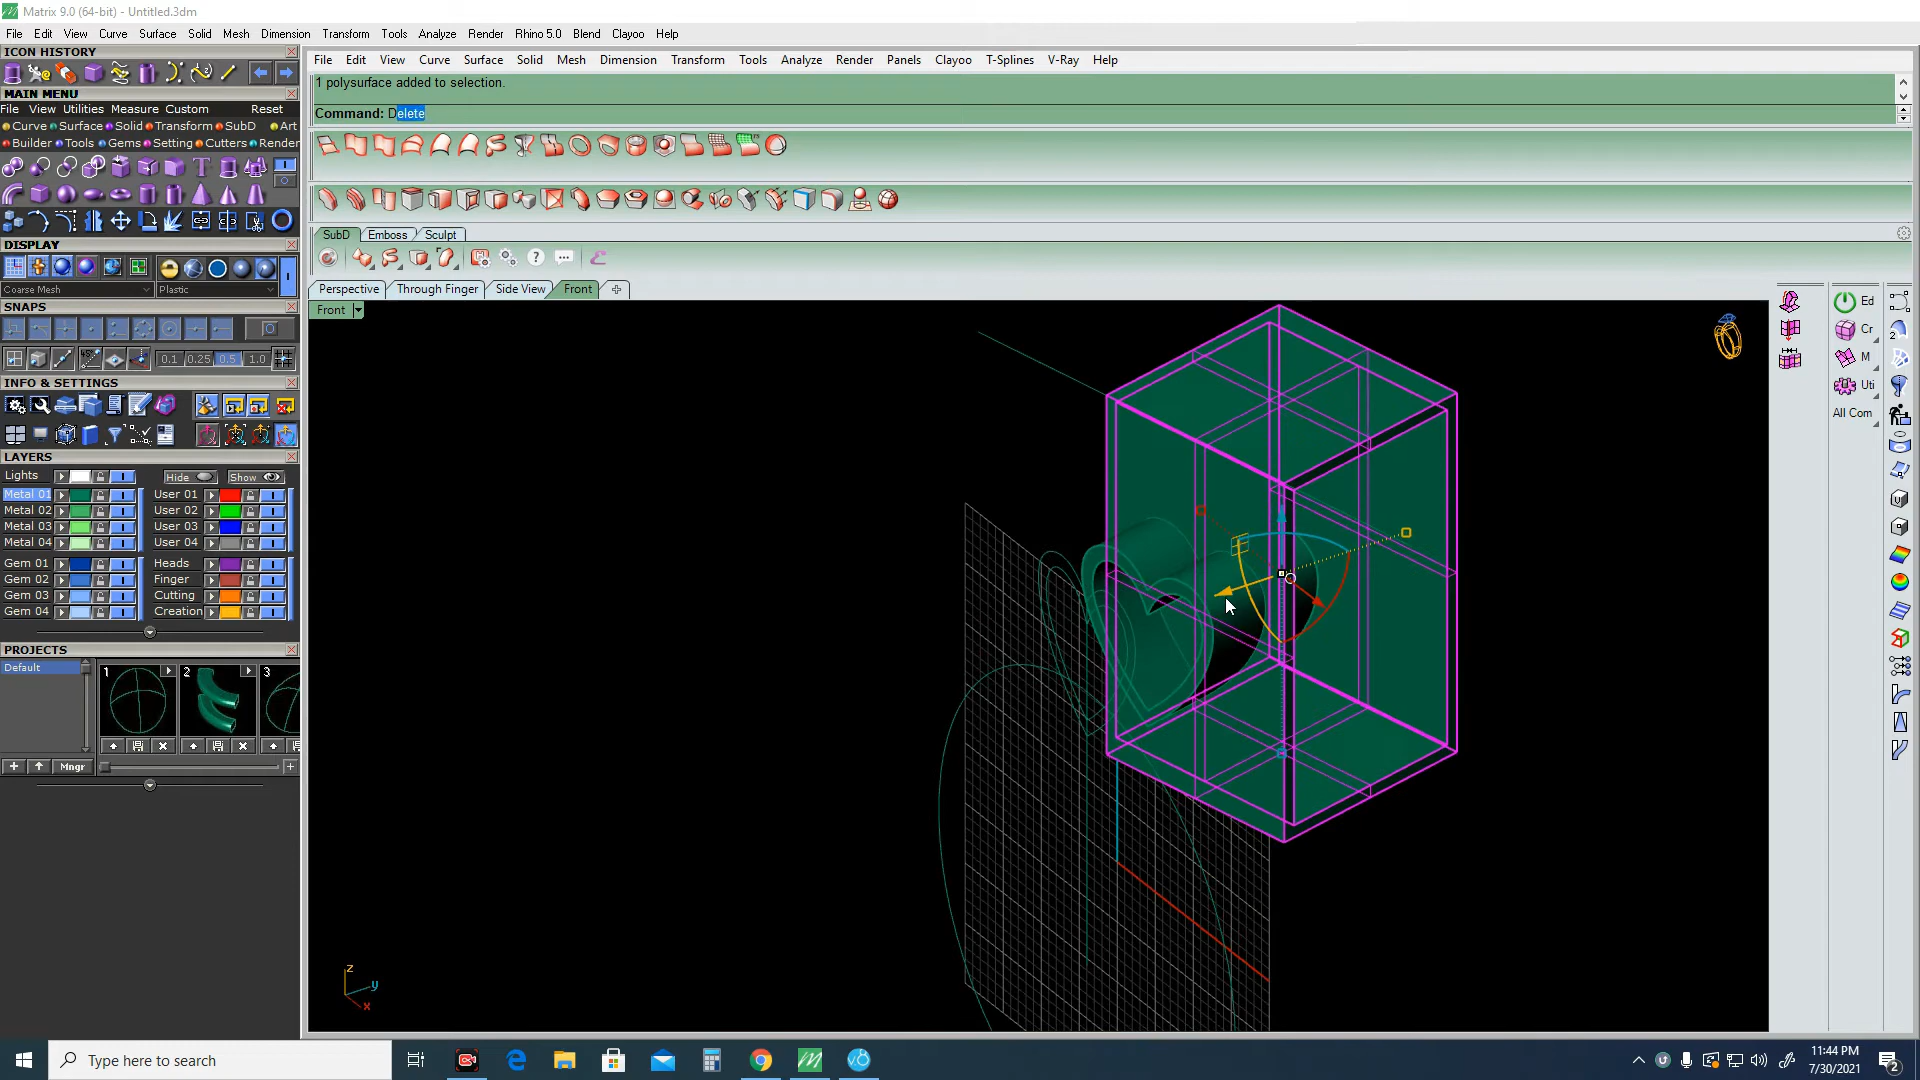 Matrix 9.0 (64-bit) - Untitled.3dm
File Edit View Curve Surface Solid Mesh Dimension Transform Tools Analyze Render Rhino 5.0 Blend Clayoo Help
ICON HISTORY
MAIN MENU
File View Utilities Measure Custom Reset
Curve Surface Solid Transform SubD Art
Builder Tools Gems Setting Cutters Render
DISPLAY
Coarse Mesh Plastic
SNAPS
0.1 0.25 0.5 1.0
INFO & SETTINGS
LAYERS
Lights Hide Show
Metal 01 User 01
Metal 02 User 02
Metal 03 User 03
Metal 04 User 04
Gem 01 Heads
Gem 02 Finger
Gem 03 Cutting
Gem 04 Creation
PROJECTS
Default
1 2 3
Mngr
File Edit View Curve Surface Solid Mesh Dimension Transform Tools Analyze Render Panels Clayoo T-Splines V-Ray Help
1 polysurface added to selection.
Command: Delete
SubD Emboss Sculpt
Perspective Through Finger Side View Front
Front
z
y
x
Ed
Cr
M
Uti
All Com
2
Type here to search
11:44 PM
7/30/2021
2